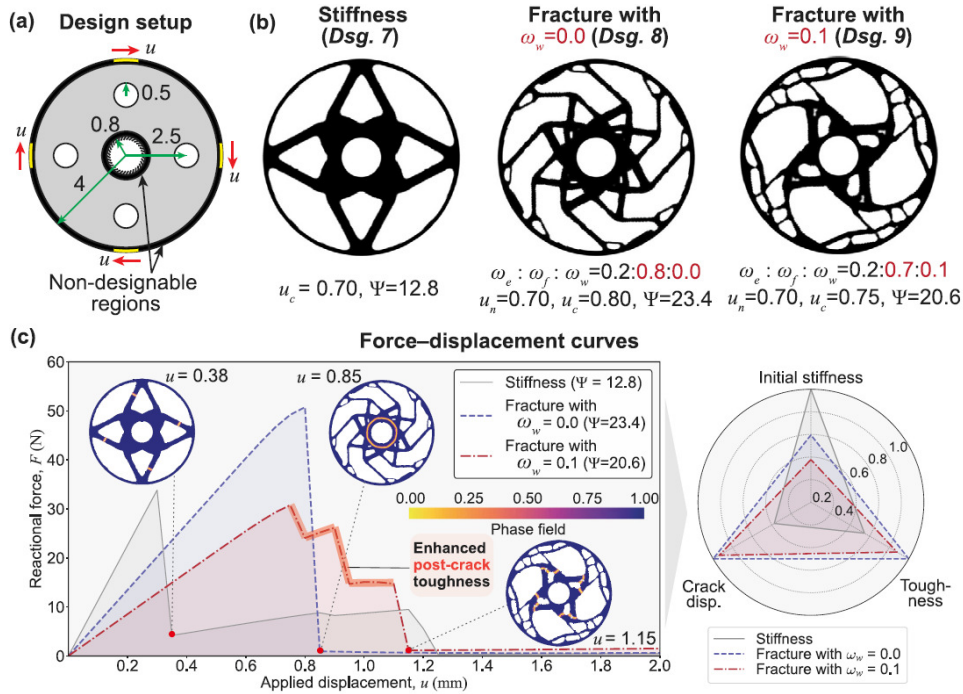 (a)
Design setup
u
0.5
0.8
2.5
u
u
4
u
Non-designable
regions
(b)
Stiffness
(Dsg. 7)
u_c = 0.70, Ψ=12.8
Fracture with
ω_w=0.0 (Dsg. 8)
ω_e : ω_f : ω_w=0.2:0.8:0.0
u_n=0.70, u_c=0.80, Ψ=23.4
Fracture with
ω_w=0.1 (Dsg. 9)
ω_e : ω_f : ω_w=0.2:0.7:0.1
u_n=0.70, u_c=0.75, Ψ=20.6
(c)
Force–displacement curves
Reactional force, F (N)
60
50
40
30
20
10
0
0.2
0.4
0.6
0.8
1.0
1.2
1.4
1.6
1.8
2.0
Applied displacement, u (mm)
u = 0.38
u = 0.85
Stiffness (Ψ = 12.8)
Fracture with
ω_w = 0.0 (Ψ=23.4)
Fracture with
ω_w = 0.1 (Ψ=20.6)
0.00
0.25
0.50
0.75
1.00
Phase field
Enhanced
post-crack
toughness
u = 1.15
Initial stiffness
1.0
0.8
0.6
0.4
0.2
Crack
disp.
Tough-
ness
Stiffness
Fracture with ω_w = 0.0
Fracture with ω_w = 0.1